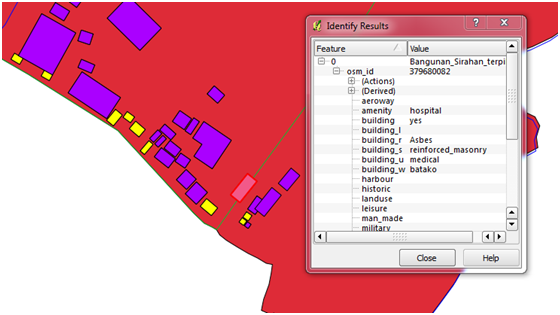 Identify Results
Feature Value
0 Bangunan_Sirahan_terpi
osm_id 379680082
(Actions)
(Derived)
aeroway
amenity hospital
building yes
building_l
building_r Asbes
building_s reinforced_masonry
building_u medical
building_w batako
harbour
historic
landuse
leisure
man_made
military
Close Help